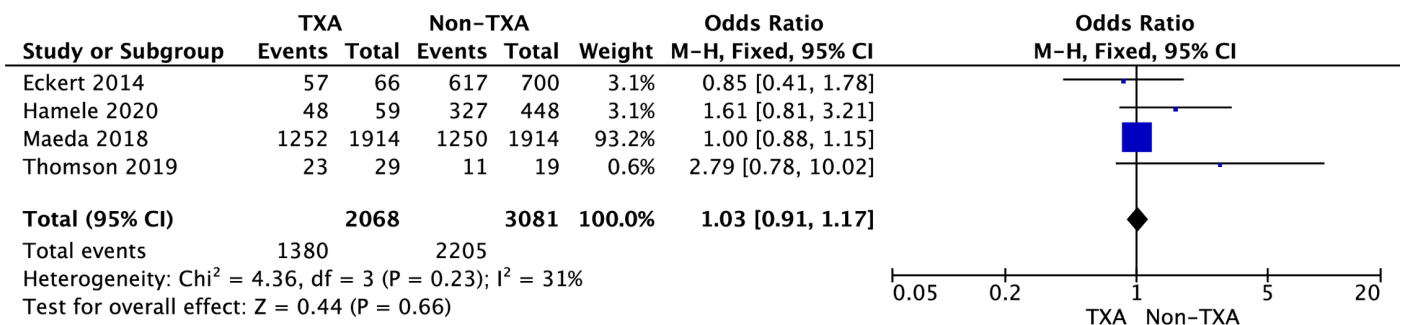 TXA Non-TXA Odds Ratio Odds Ratio
Study or Subgroup Events Total Events Total Weight M-H, Fixed, 95% CI M-H, Fixed, 95% CI
Eckert 2014 57 66 617 700 3.1% 0.85 [0.41, 1.78]
Hamele 2020 48 59 327 448 3.1% 1.61 [0.81, 3.21]
Maeda 2018 1252 1914 1250 1914 93.2% 1.00 [0.88, 1.15]
Thomson 2019 23 29 11 19 0.6% 2.79 [0.78, 10.02]
Total (95% CI) 2068 3081 100.0% 1.03 [0.91, 1.17]
Total events 1380 2205
Heterogeneity: Chi² = 4.36, df = 3 (P = 0.23); I² = 31%
Test for overall effect: Z = 0.44 (P = 0.66)
0.05 0.2 1 5 20
TXA Non-TXA